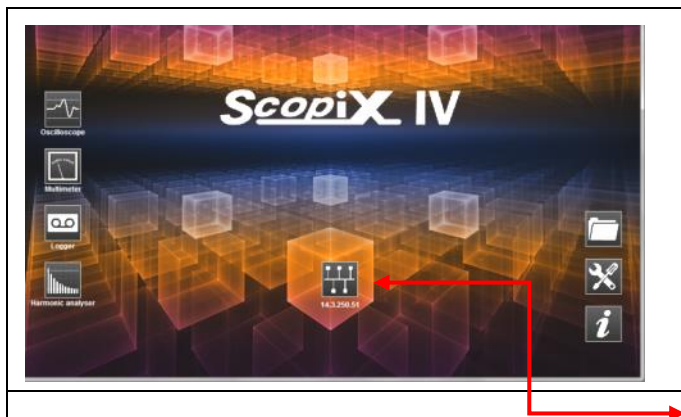 ScopiX IV
Oscilloscope
Multimeter
Logger
Harmonic analyser
14.3.250.51